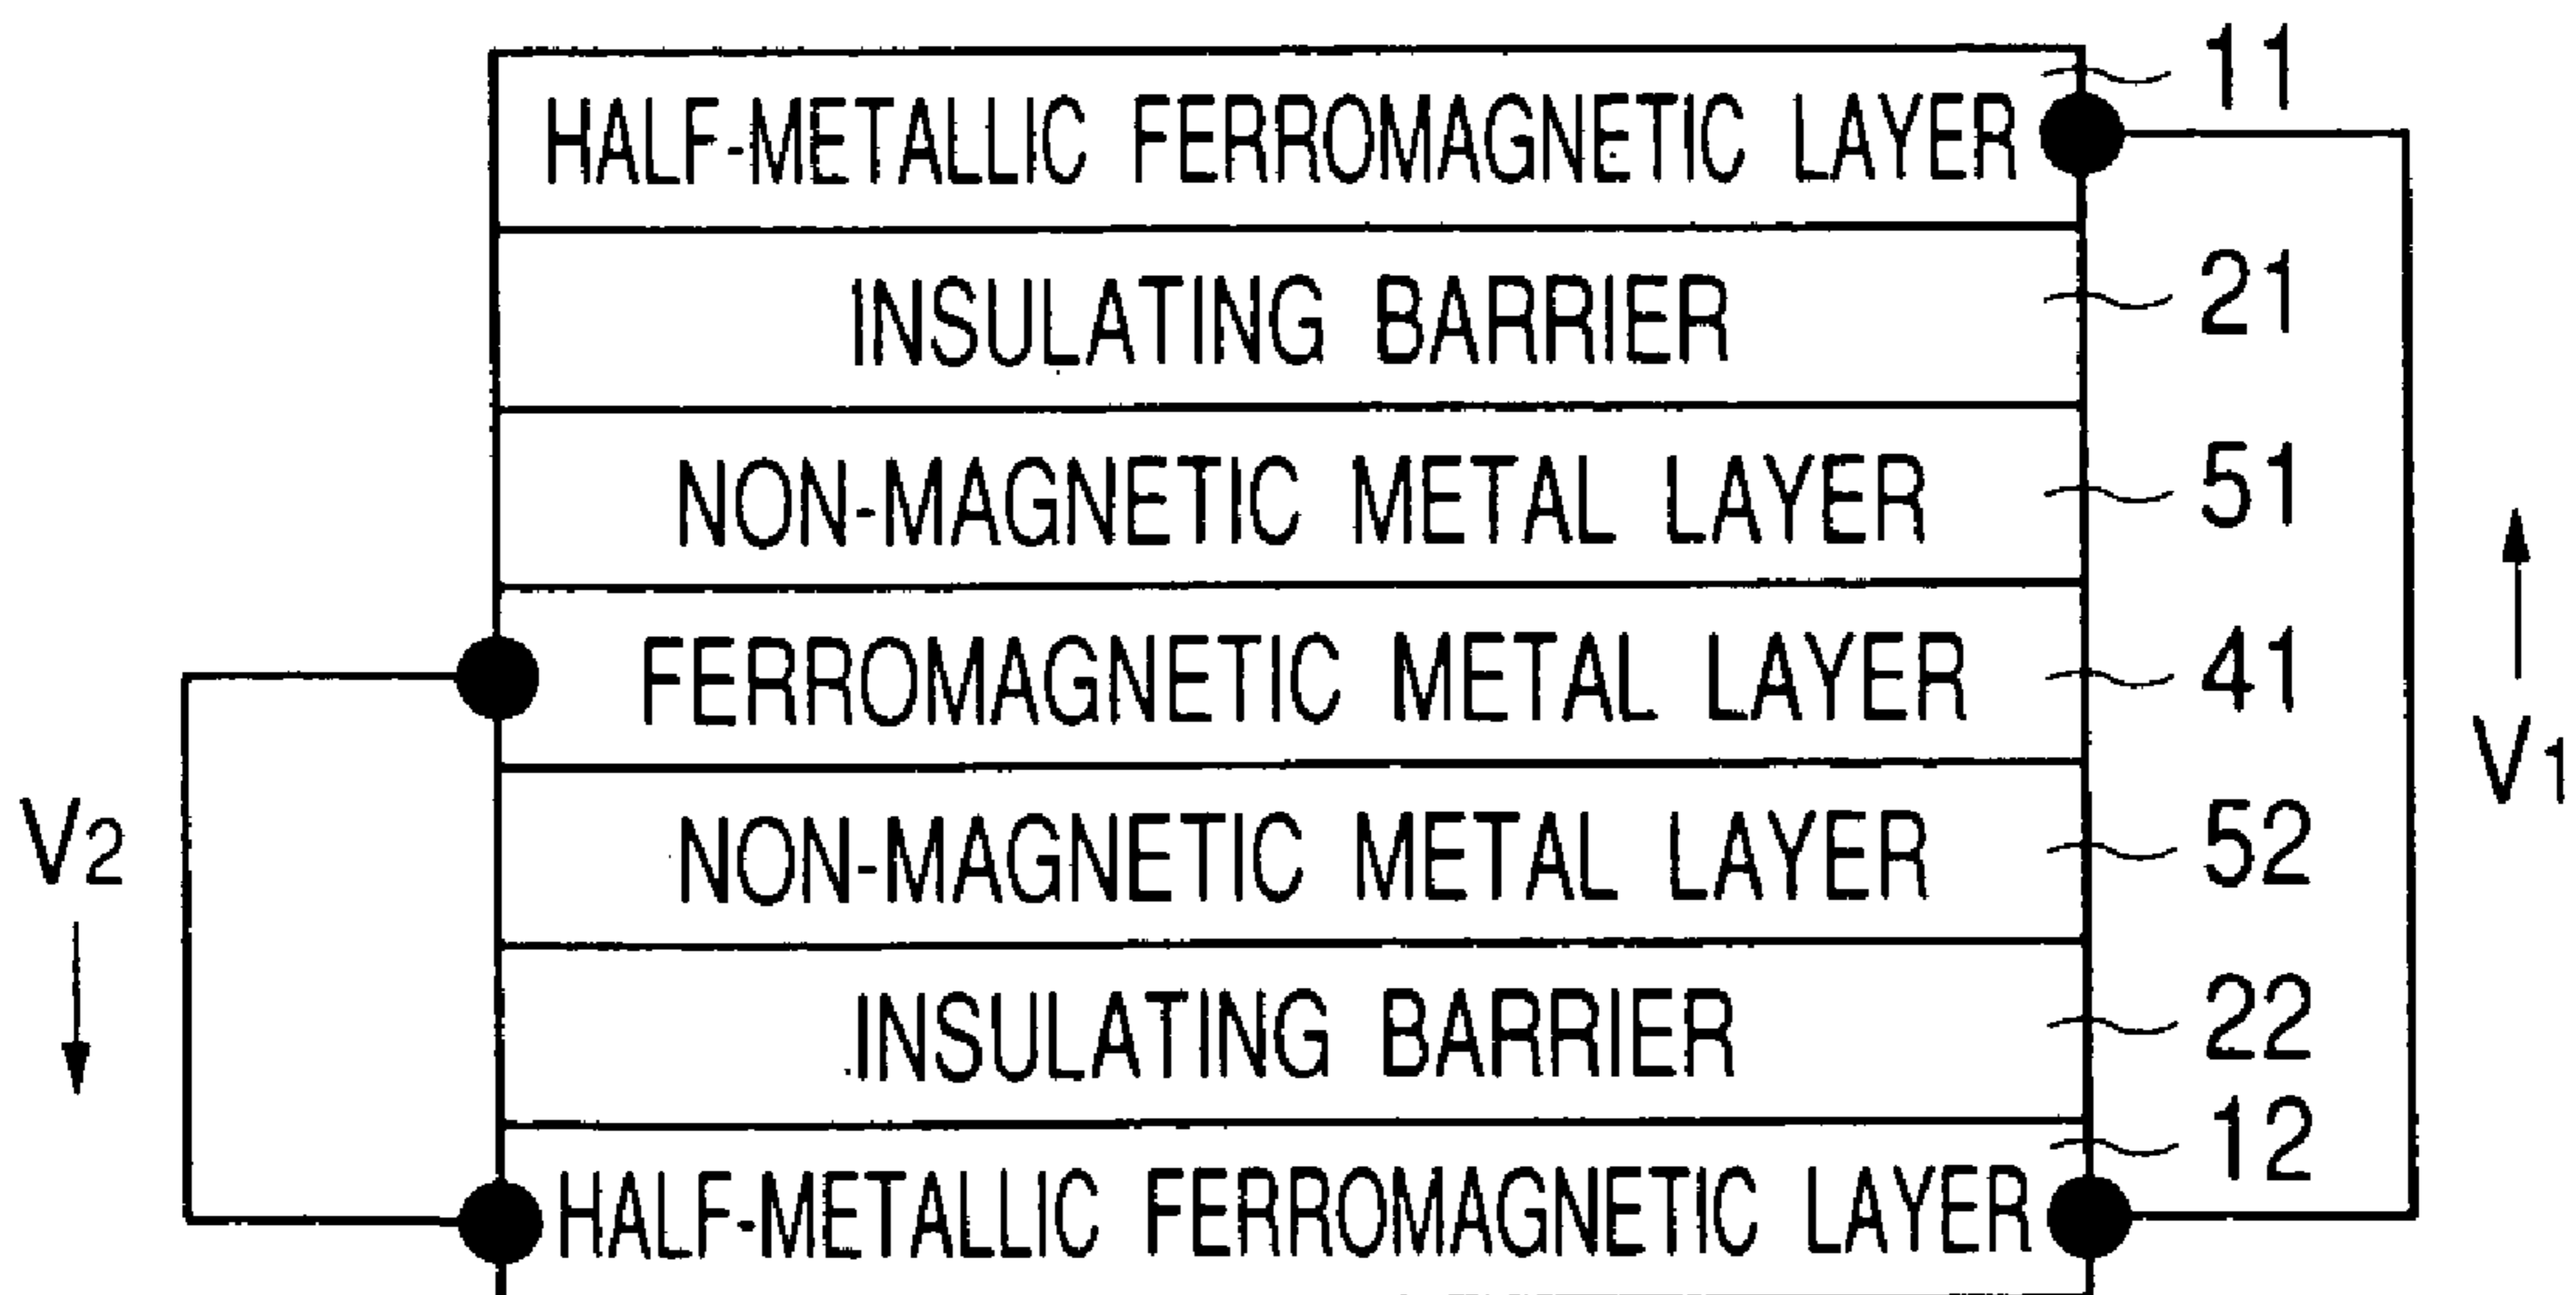 HALF-METALLIC FERROMAGNETIC LAYER 11
INSULATING BARRIER 21
NON-MAGNETIC METAL LAYER 51
FERROMAGNETIC METAL LAYER 41
V1
NON-MAGNETIC METAL LAYER 52
V2
INSULATING BARRIER 22
HALF-METALLIC FERROMAGNETIC LAYER 12